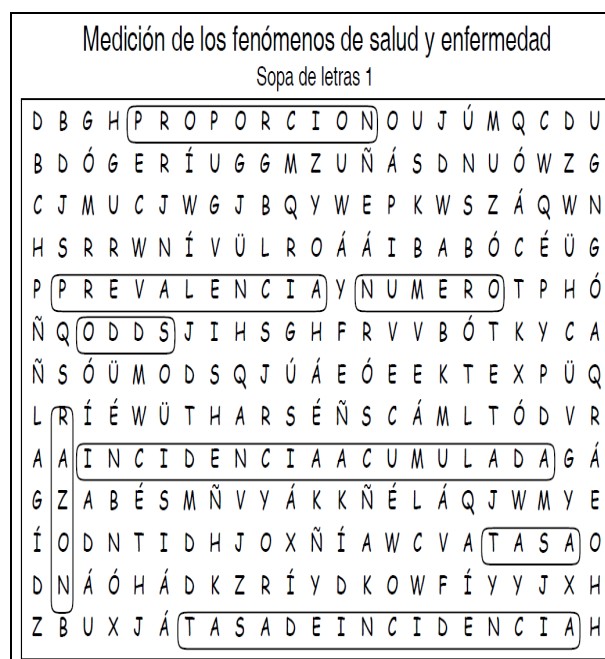 Medición de los fenómenos de salud y enfermedad
Sopa de letras 1
D B G H P R O P O R C I O N O U J Ú M Q C D U
B D Ó G E R Í U G G M Z U Ñ Á S D N U Ó W Z G
C J M U C J W G J B Q Y W E P K W S Z Á Q W N
H S R R W N Í V Ü L R O Á Á I B A B Ó C É Ü G
P P R E V A L E N C I A Y N U M E R O T P H Ó
Ñ Q O D D S J I H S G H F R V V B Ó T K Y C A
Ñ S Ó Ü M O D S Q J Ú Á E Ó E E K T E X P Ü Q
L R Í É W Ü T H A R S É Ñ S C Á M L T Ó D V R
A A I N C I D E N C I A A C U M U L A D A G Á
G Z A B É S M Ñ V Y Á K K Ñ É L Á Q J W M Y E
Í O D N T I D H J O X Ñ Í A W C V A T A S A O
D N Á Ó H Á D K Z R Í Y D K O W F Í Y Y J X H
Z B U X J Á T A S A D E I N C I D E N C I A H